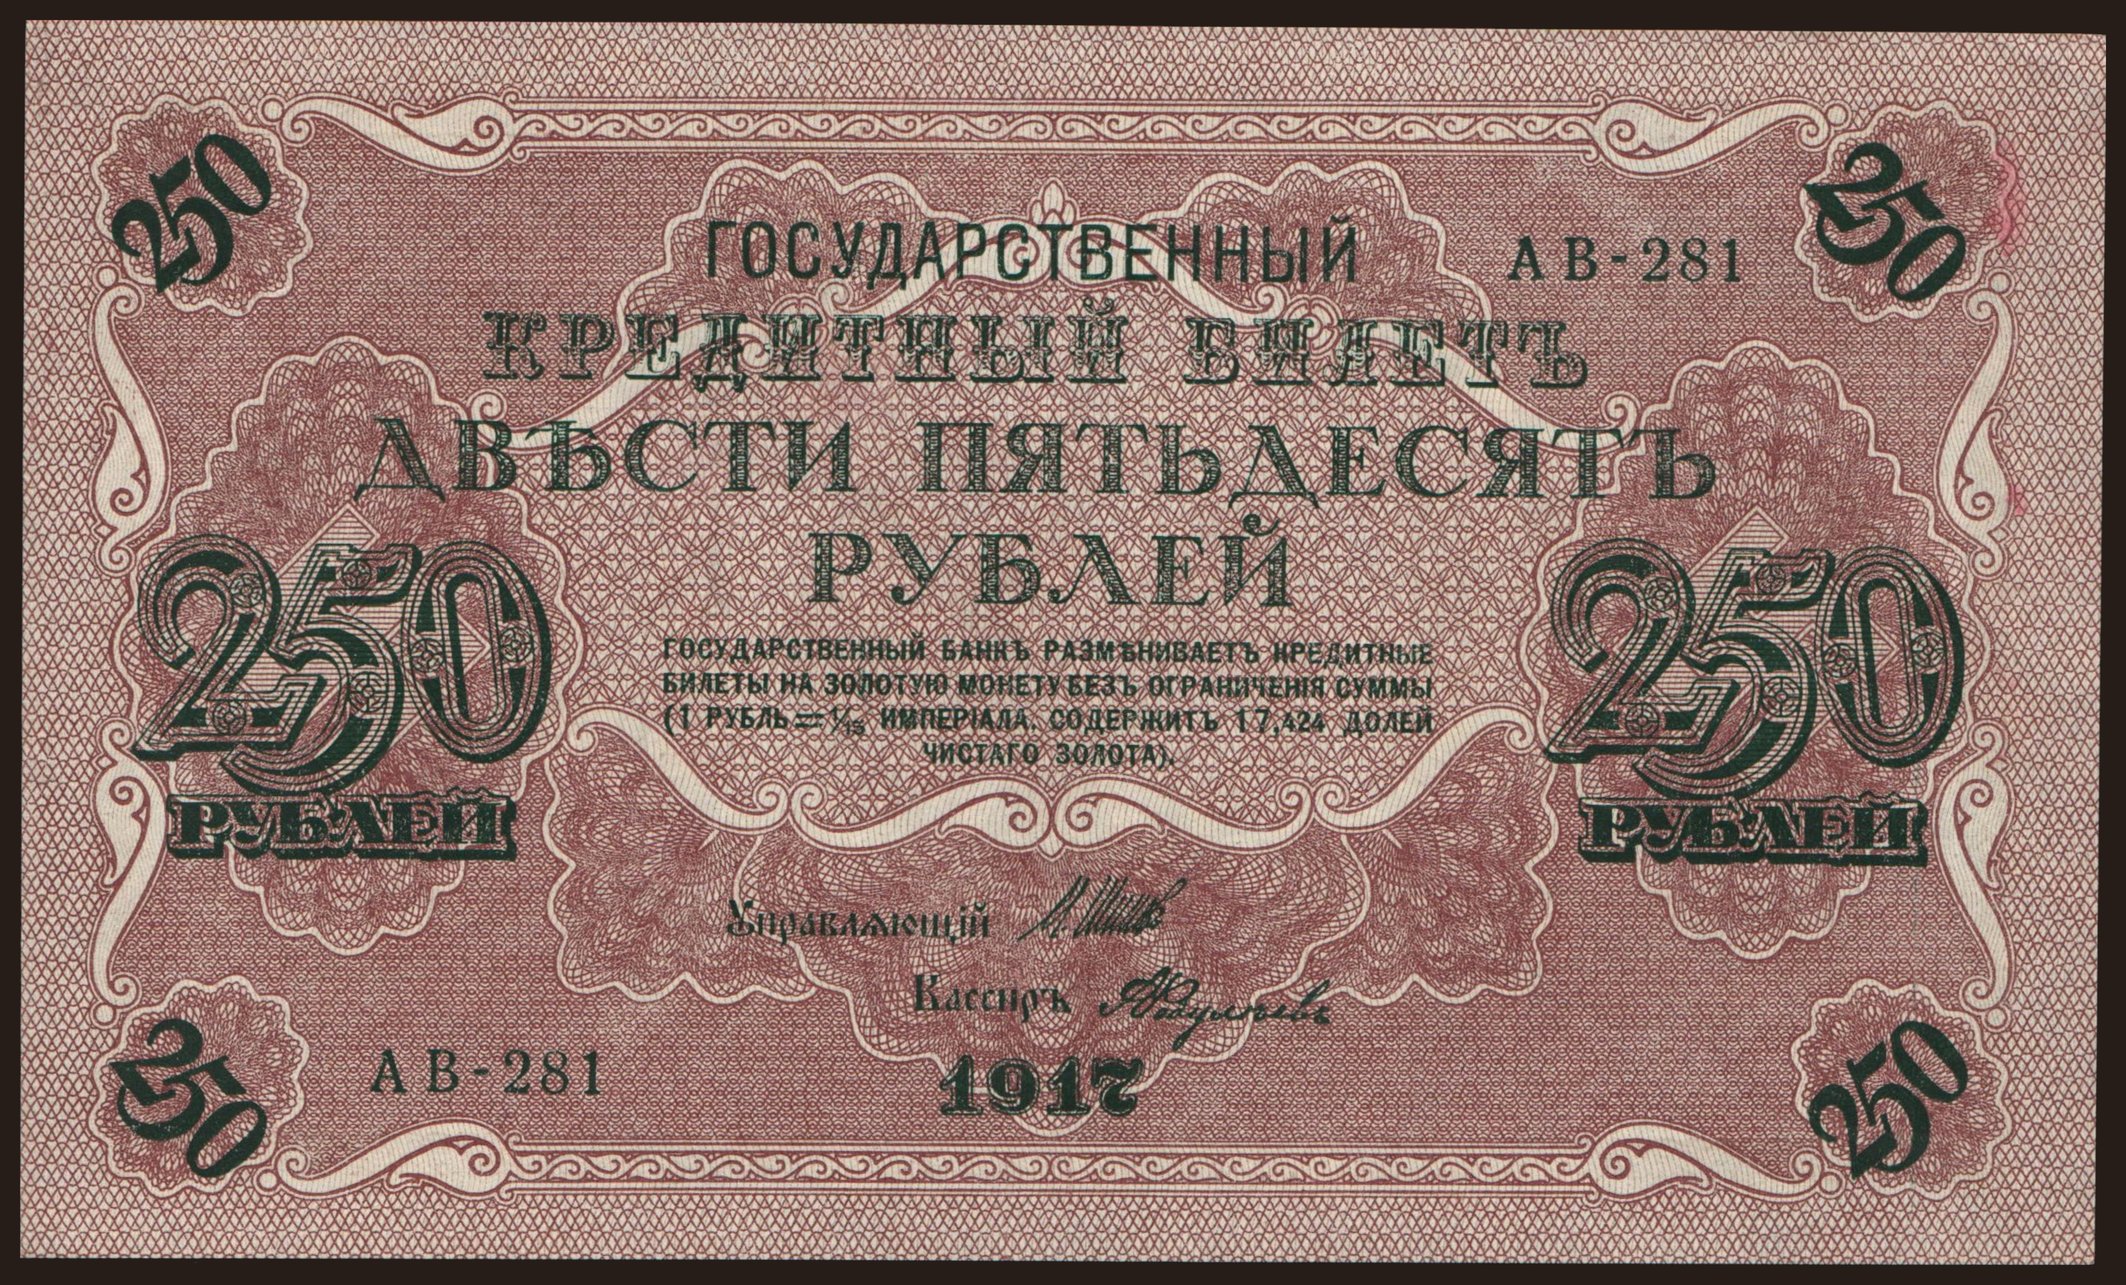 250 250
ГОСУДАРСТВЕННЫЙ АВ-281
КРЕДИТНЫЙ БИЛЕТЪ
ДВѢСТИ ПЯТЬДЕСЯТЪ
РУБЛЕЙ
250 250
РУБЛЕЙ РУБЛЕЙ
ГОСУДАРСТВЕННЫЙ БАНКЪ РАЗМѢНИВАЕТЪ КРЕДИТНЫЕ
БИЛЕТЫ НА ЗОЛОТУЮ МОНЕТУ БЕЗЪ ОГРАНИЧЕНІЯ СУММЫ
(1 РУБЛЬ = 1/15 ИМПЕРІАЛА, СОДЕРЖИТЪ 17,424 ДОЛЕЙ
ЧИСТАГО ЗОЛОТА).
Управляющій И. Шипов
Кассиръ
АВ-281 1917
250 250